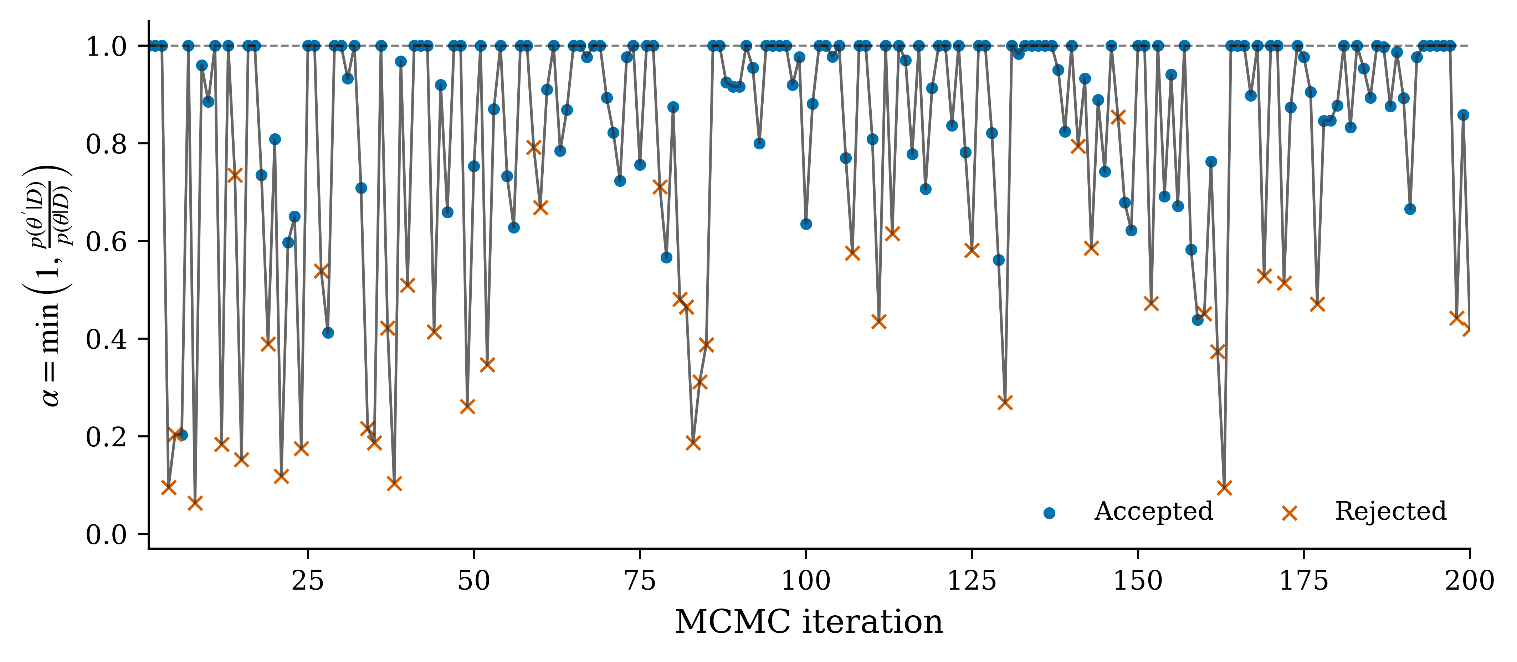 1.0
0.8
0.6
0.4
0.2
0.0
α = min (1, p(θ′|D) / p(θ|D))
Accepted
Rejected
25 50 75 100 125 150 175 200
MCMC iteration